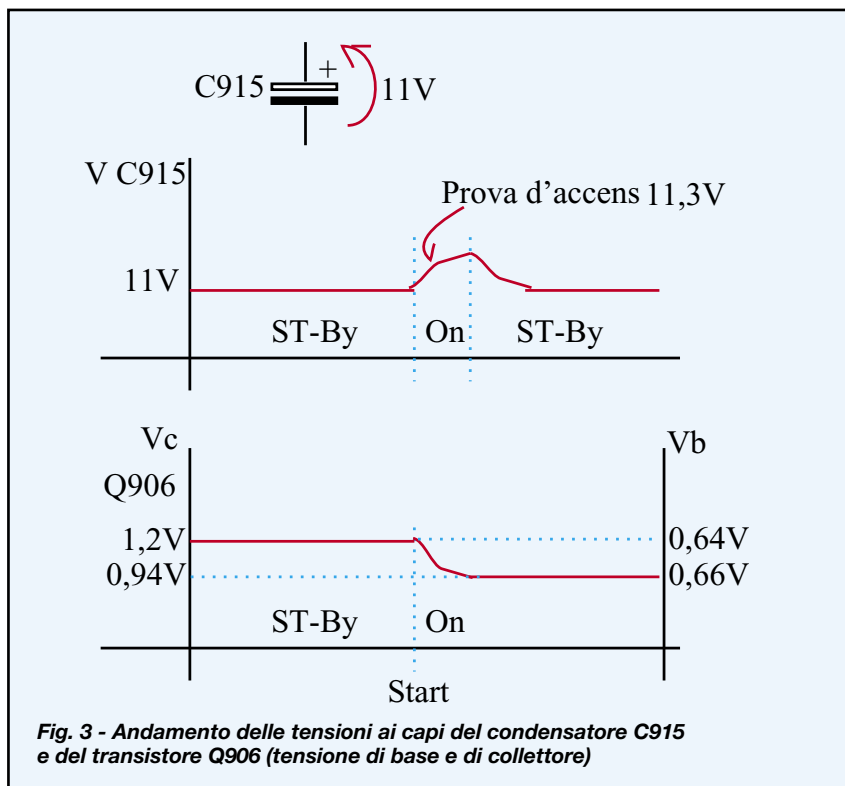 C915
+
11V
V C915
Prova d'accens 11,3V
11V
ST-By
On
ST-By
Vc
Vb
Q906
1,2V
0,64V
0,94V
0,66V
ST-By
On
Start
Fig. 3 - Andamento delle tensioni ai capi del condensatore C915
e del transistore Q906 (tensione di base e di collettore)